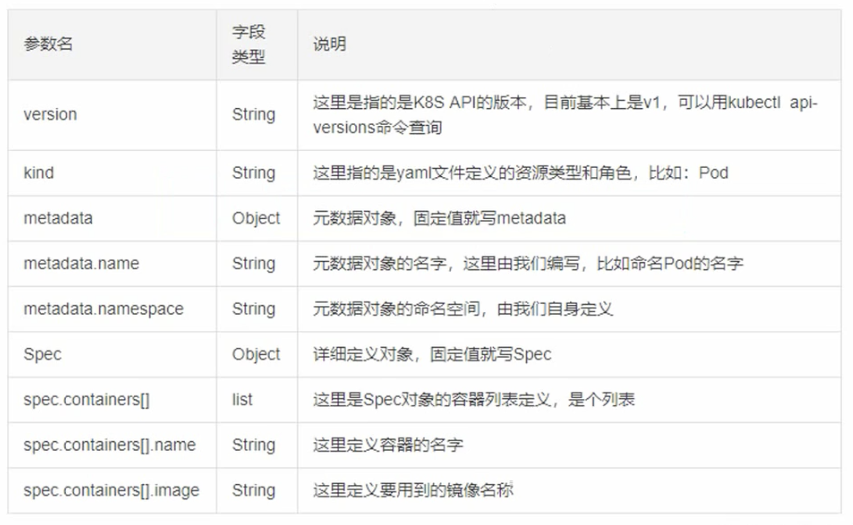 参数名
字段
类型
说明
version
String
这里是指的是K8S API的版本，目前基本上是v1，可以用kubectl api-
versions命令查询
kind
String
这里指的是yaml文件定义的资源类型和角色，比如：Pod
metadata
Object
元数据对象，固定值就写metadata
metadata.name
String
元数据对象的名字，这里由我们编写，比如命名Pod的名字
metadata.namespace
String
元数据对象的命名空间，由我们自身定义
Spec
Object
详细定义对象，固定值就写Spec
spec.containers[]
list
这里是Spec对象的容器列表定义，是个列表
spec.containers[].name
String
这里定义容器的名字
spec.containers[].image
String
这里定义要用到的镜像名称